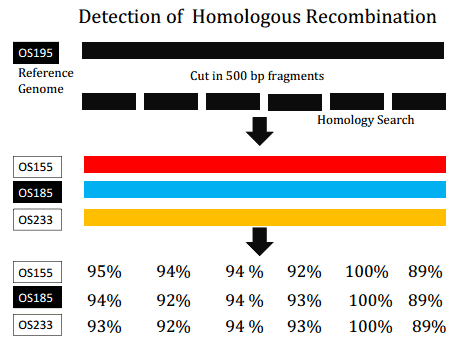 Detection of Homologous Recombination
OS195
Reference
Genome
Cut in 500 bp fragments
Homology Search
OS155
OS185
OS233
OS155 95% 94% 94 % 92% 100% 89%
OS185 94% 92% 94 % 93% 100% 89%
OS233 93% 92% 94 % 93% 100% 89%